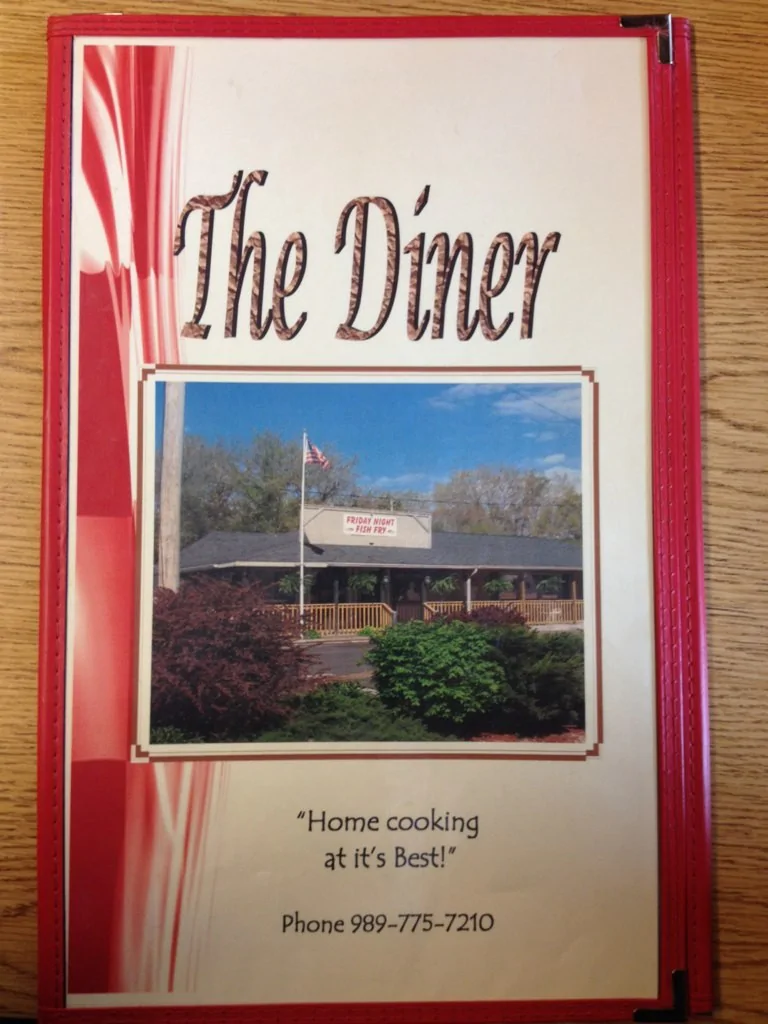 The Diner
FRIDAY NIGHT
FISH FRY
"Home cooking
at it's Best!"
Phone 989-775-7210